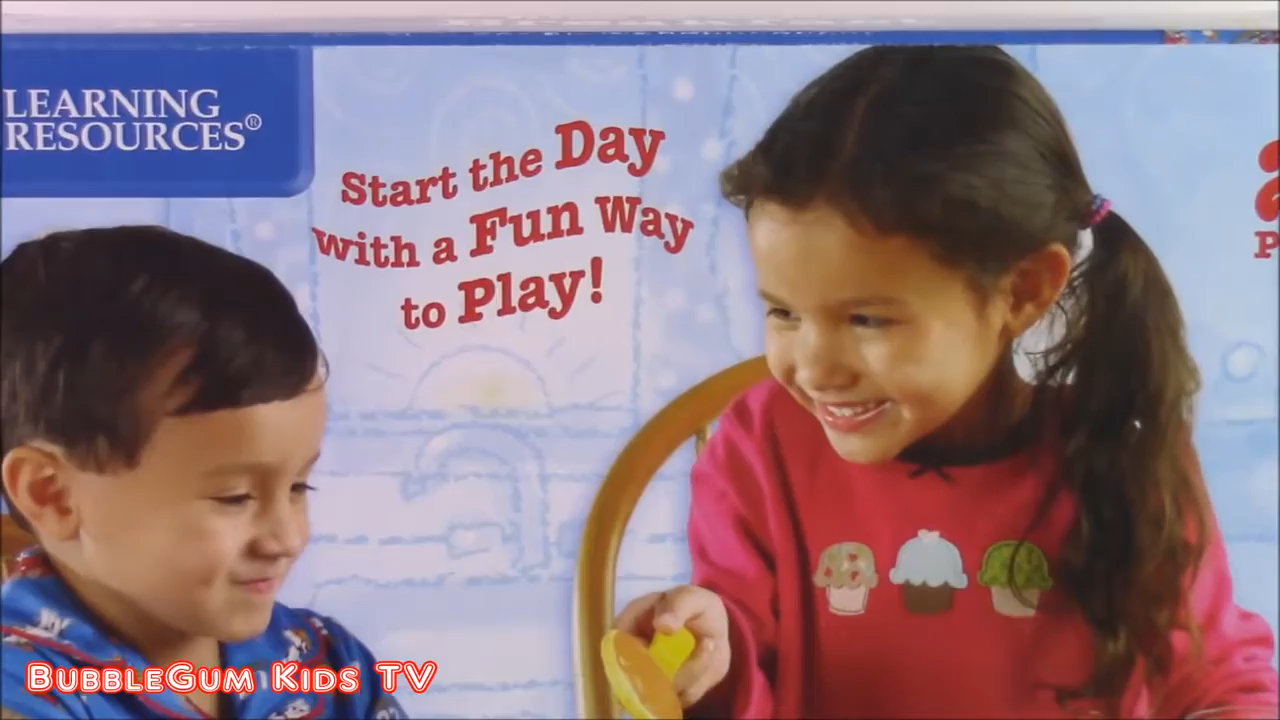 LEARNING
RESOURCES®
Start the Day
with a Fun Way
to Play!
BUBBLEGUM KIDS TV